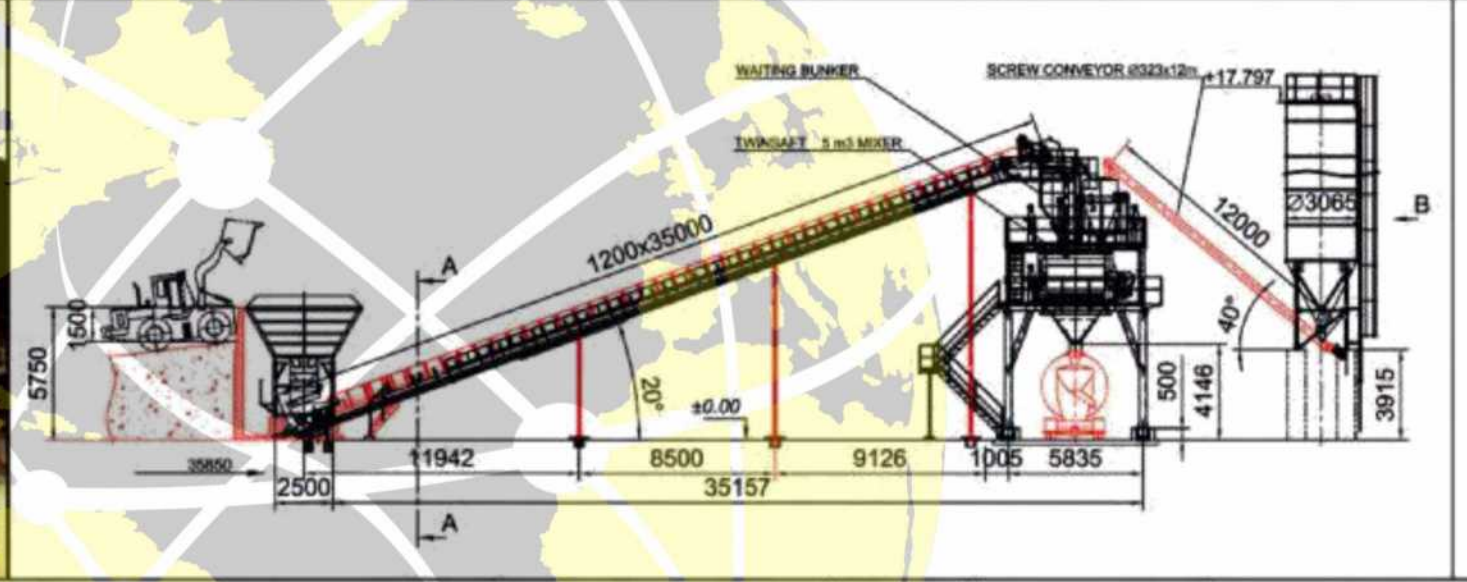 WAITING BUNKER
SCREW CONVEYOR Ø323x12m
+17.797
TWINSAFT 5 m3 MIXER
A
1200x35000
12000
Ø3065
B
1500
5750
20°
±0.00
40°
500
4146
3915
35850
11942
8500
9126
1005
5835
2500
35157
A